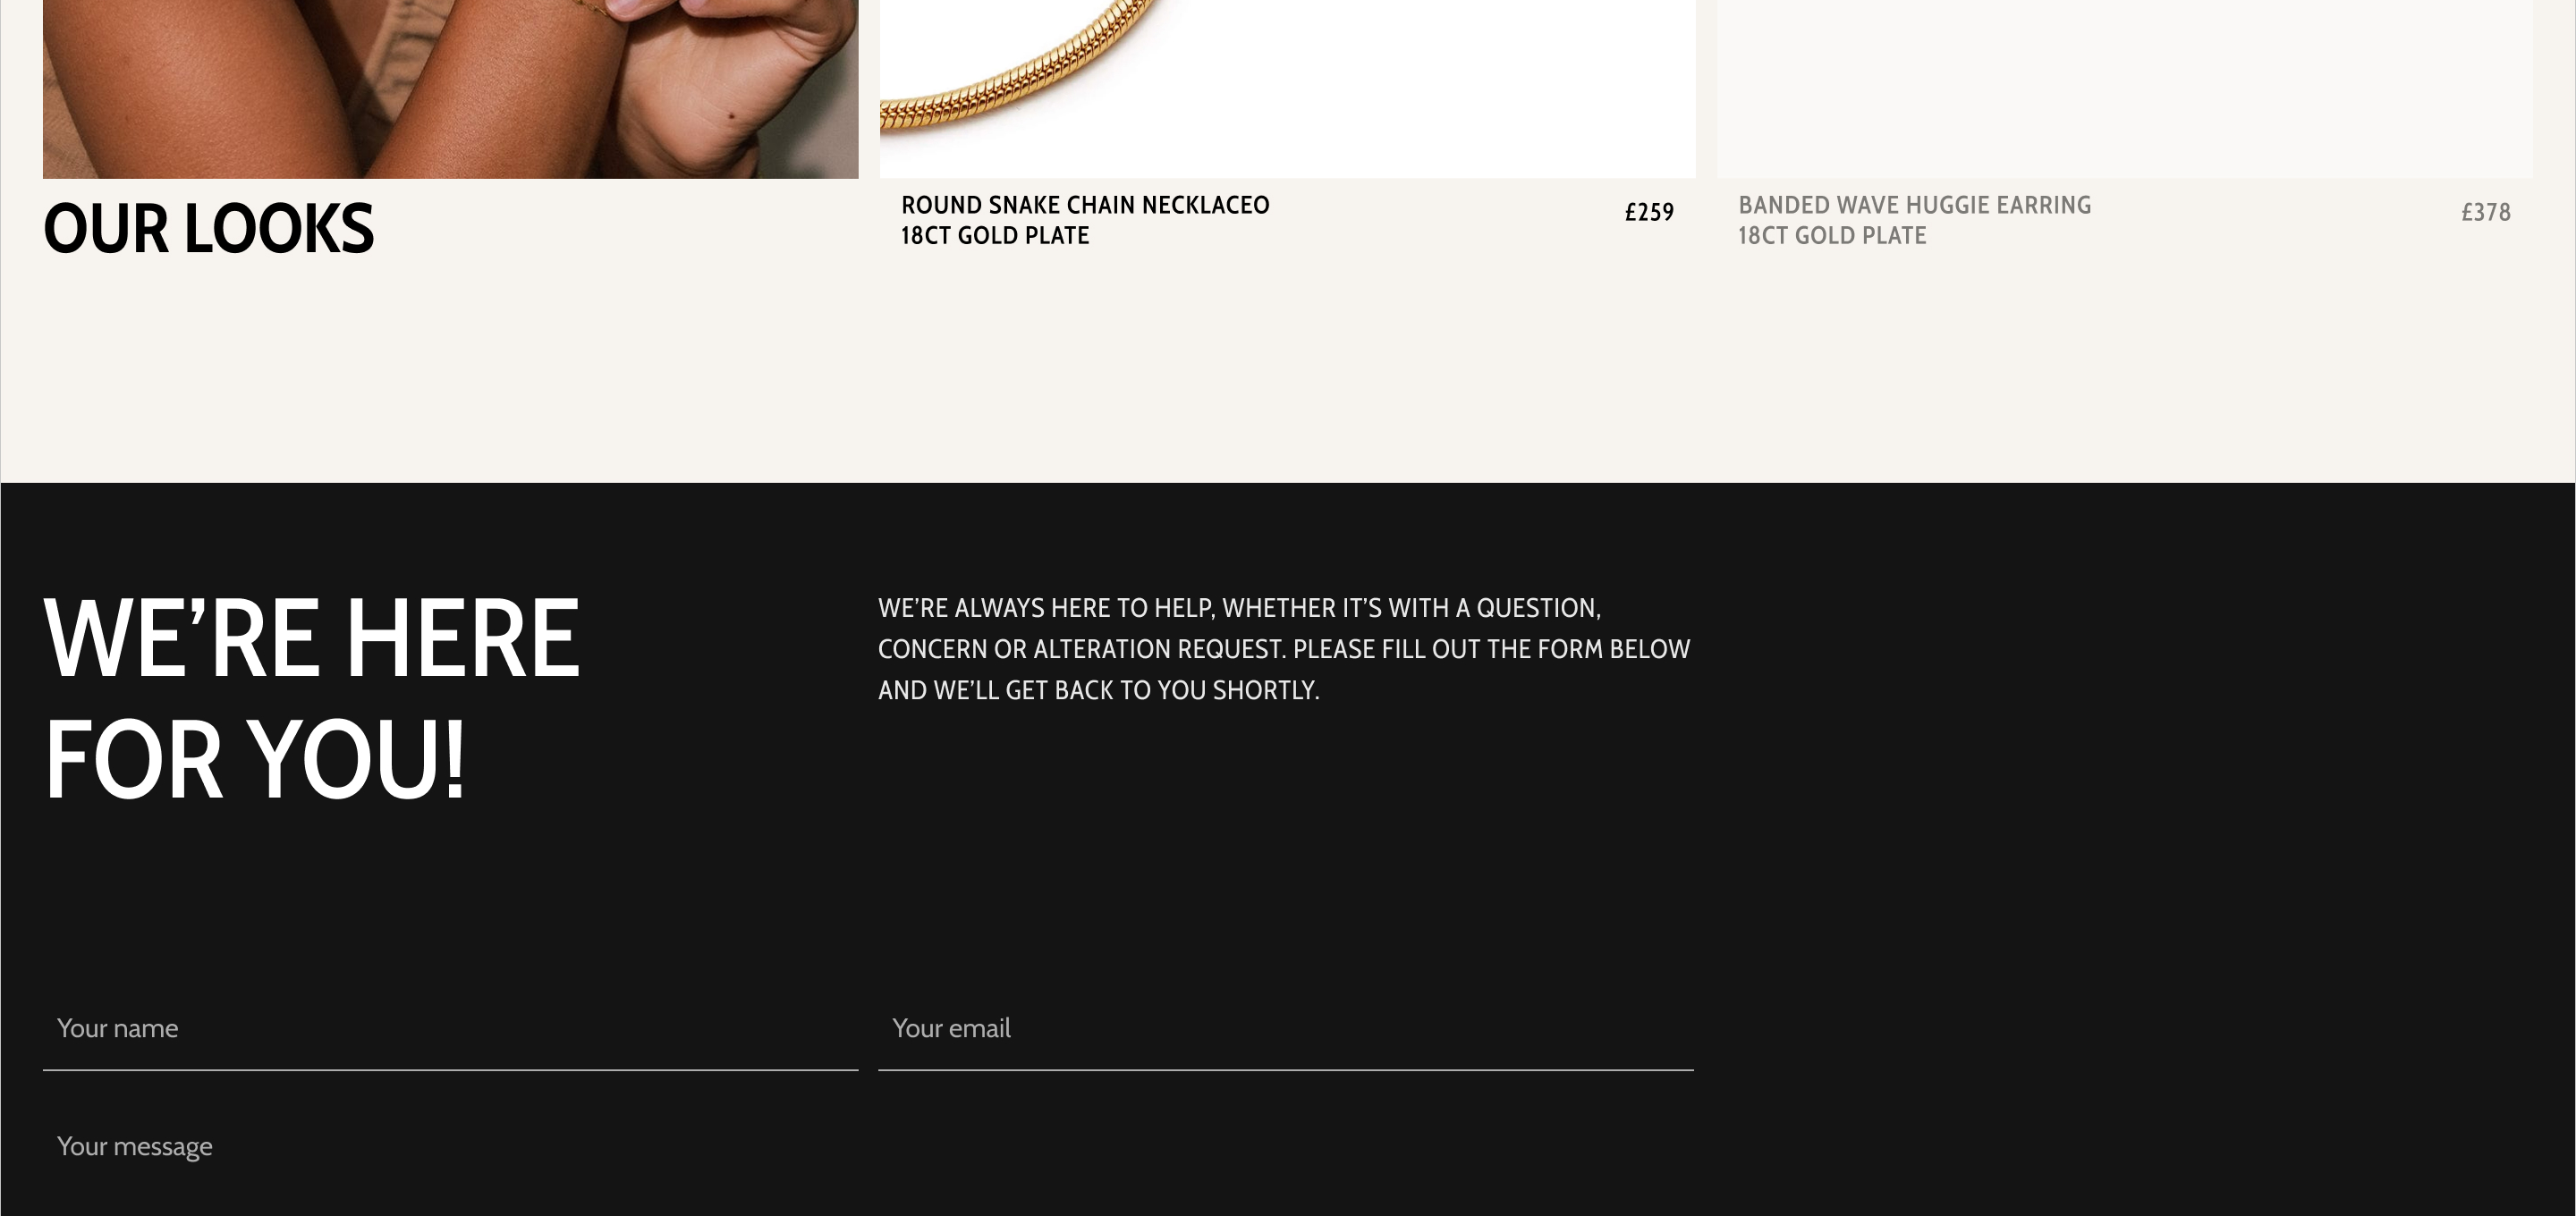 OUR LOOKS
ROUND SNAKE CHAIN NECKLACEO
18CT GOLD PLATE
£259
BANDED WAVE HUGGIE EARRING
18CT GOLD PLATE
£378
WE’RE HERE
FOR YOU!
WE’RE ALWAYS HERE TO HELP, WHETHER IT’S WITH A QUESTION,
CONCERN OR ALTERATION REQUEST. PLEASE FILL OUT THE FORM BELOW
AND WE’LL GET BACK TO YOU SHORTLY.
Your name
Your email
Your message